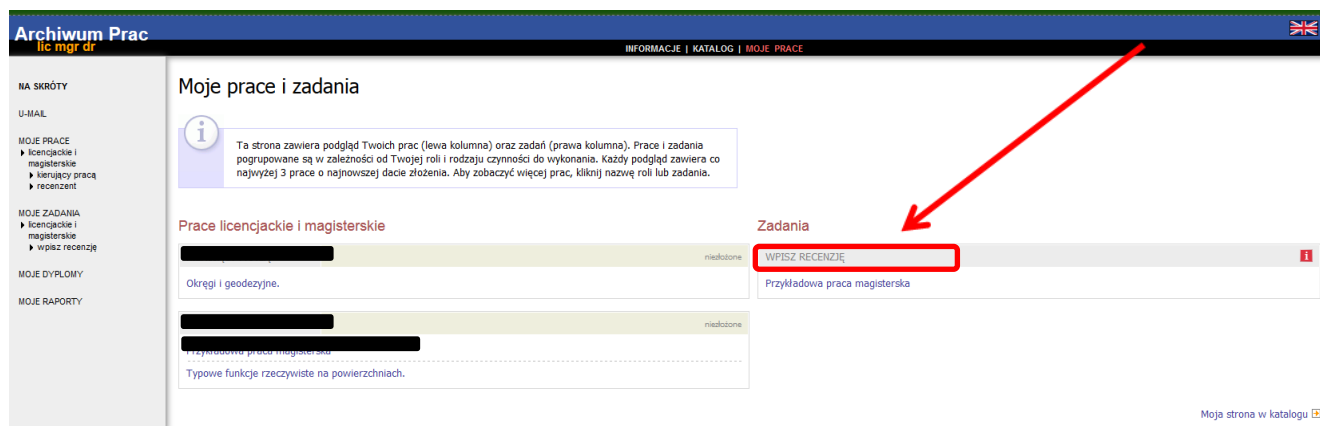 Archiwum Prac
lic mgr dr
INFORMACJE | KATALOG | MOJE PRACE
NA SKRÓTY
U-MAIL
MOJE PRACE
licencjackie i
magisterskie
kierujący pracą
recenzent
MOJE ZADANIA
licencjackie i
magisterskie
wpisz recenzję
MOJE DYPLOMY
MOJE RAPORTY
Moje prace i zadania
i
Ta strona zawiera podgląd Twoich prac (lewa kolumna) oraz zadań (prawa kolumna). Prace i zadania
pogrupowane są w zależności od Twojej roli i rodzaju czynności do wykonania. Każdy podgląd zawiera co
najwyżej 3 prace o najnowszej dacie złożenia. Aby zobaczyć więcej prac, kliknij nazwę roli lub zadania.
Prace licencjackie i magisterskie
niezłożone
Okręgi i geodezyjne.
niezłożone
Typowe funkcje rzeczywiste na powierzchniach.
Zadania
WPISZ RECENZJĘ
i
Przykładowa praca magisterska
Moja strona w katalogu